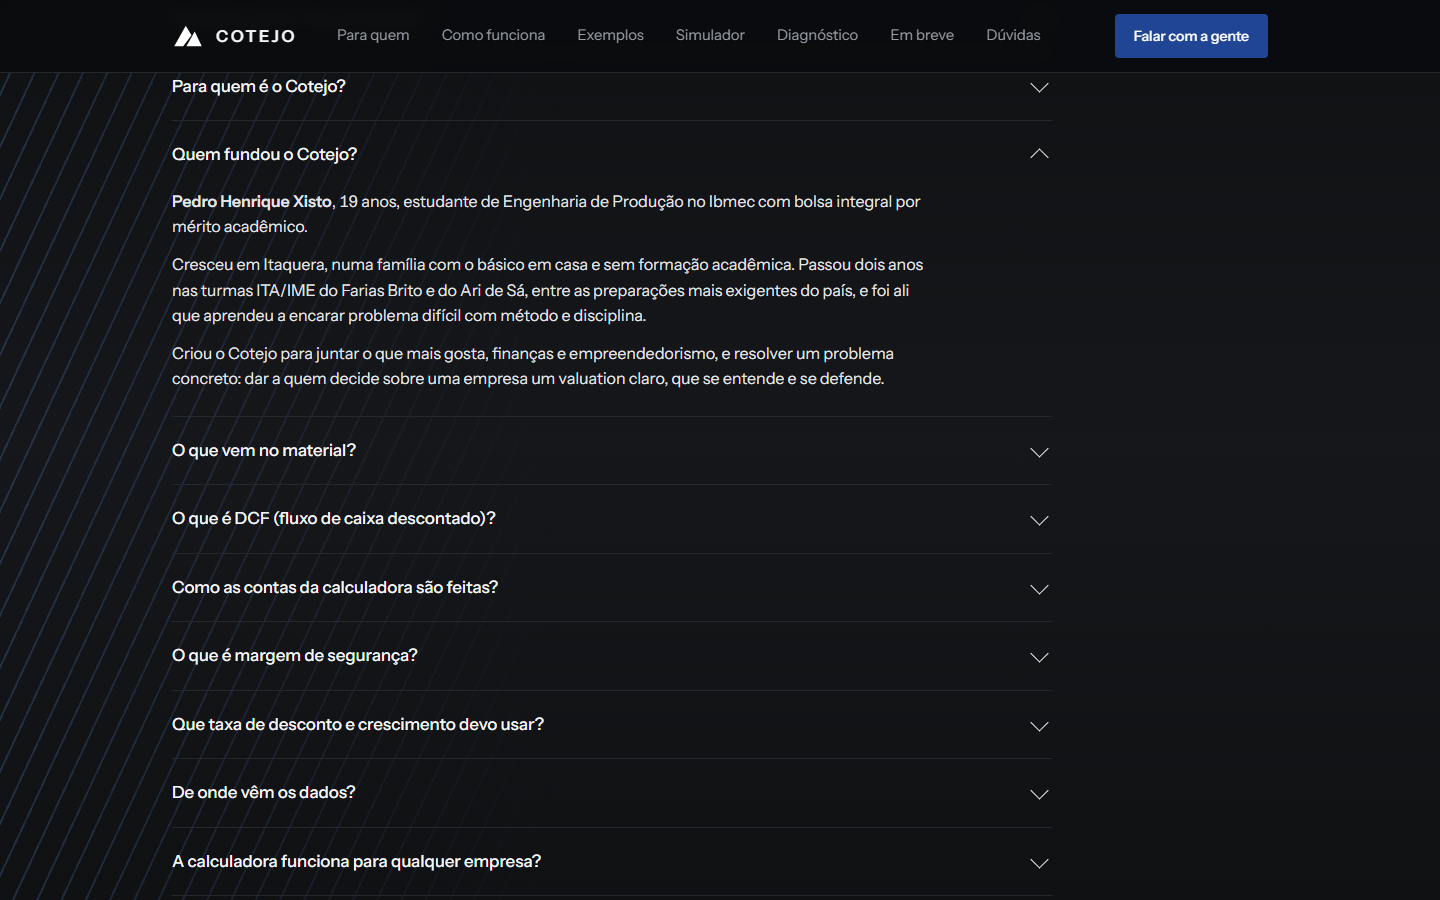 COTEJO
Para quem
Como funciona
Exemplos
Simulador
Diagnóstico
Em breve
Dúvidas
Falar com a gente
Para quem é o Cotejo?
Quem fundou o Cotejo?
Pedro Henrique Xisto, 19 anos, estudante de Engenharia de Produção no Ibmec com bolsa integral por
mérito acadêmico.
Cresceu em Itaquera, numa família com o básico em casa e sem formação acadêmica. Passou dois anos
nas turmas ITA/IME do Farias Brito e do Ari de Sá, entre as preparações mais exigentes do país, e foi ali
que aprendeu a encarar problema difícil com método e disciplina.
Criou o Cotejo para juntar o que mais gosta, finanças e empreendedorismo, e resolver um problema
concreto: dar a quem decide sobre uma empresa um valuation claro, que se entende e se defende.
O que vem no material?
O que é DCF (fluxo de caixa descontado)?
Como as contas da calculadora são feitas?
O que é margem de segurança?
Que taxa de desconto e crescimento devo usar?
De onde vêm os dados?
A calculadora funciona para qualquer empresa?